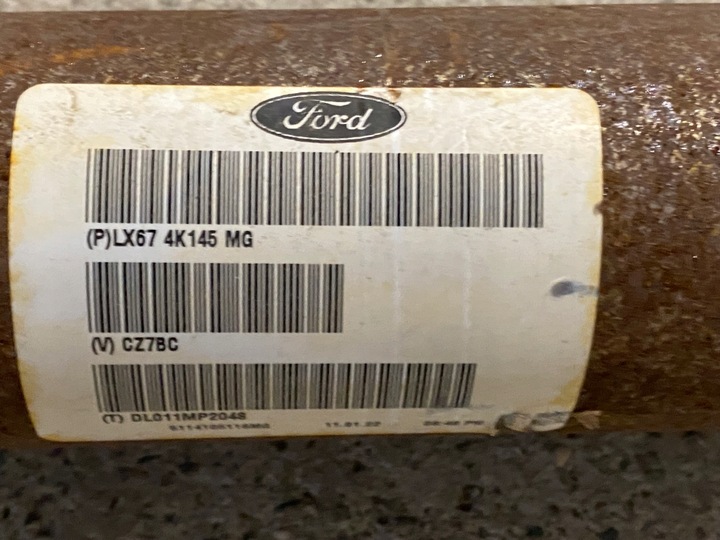 Ford
(P)LX67 4K145 MG
(V) CZ7BC
(T) DL011MP2048
11.01.22